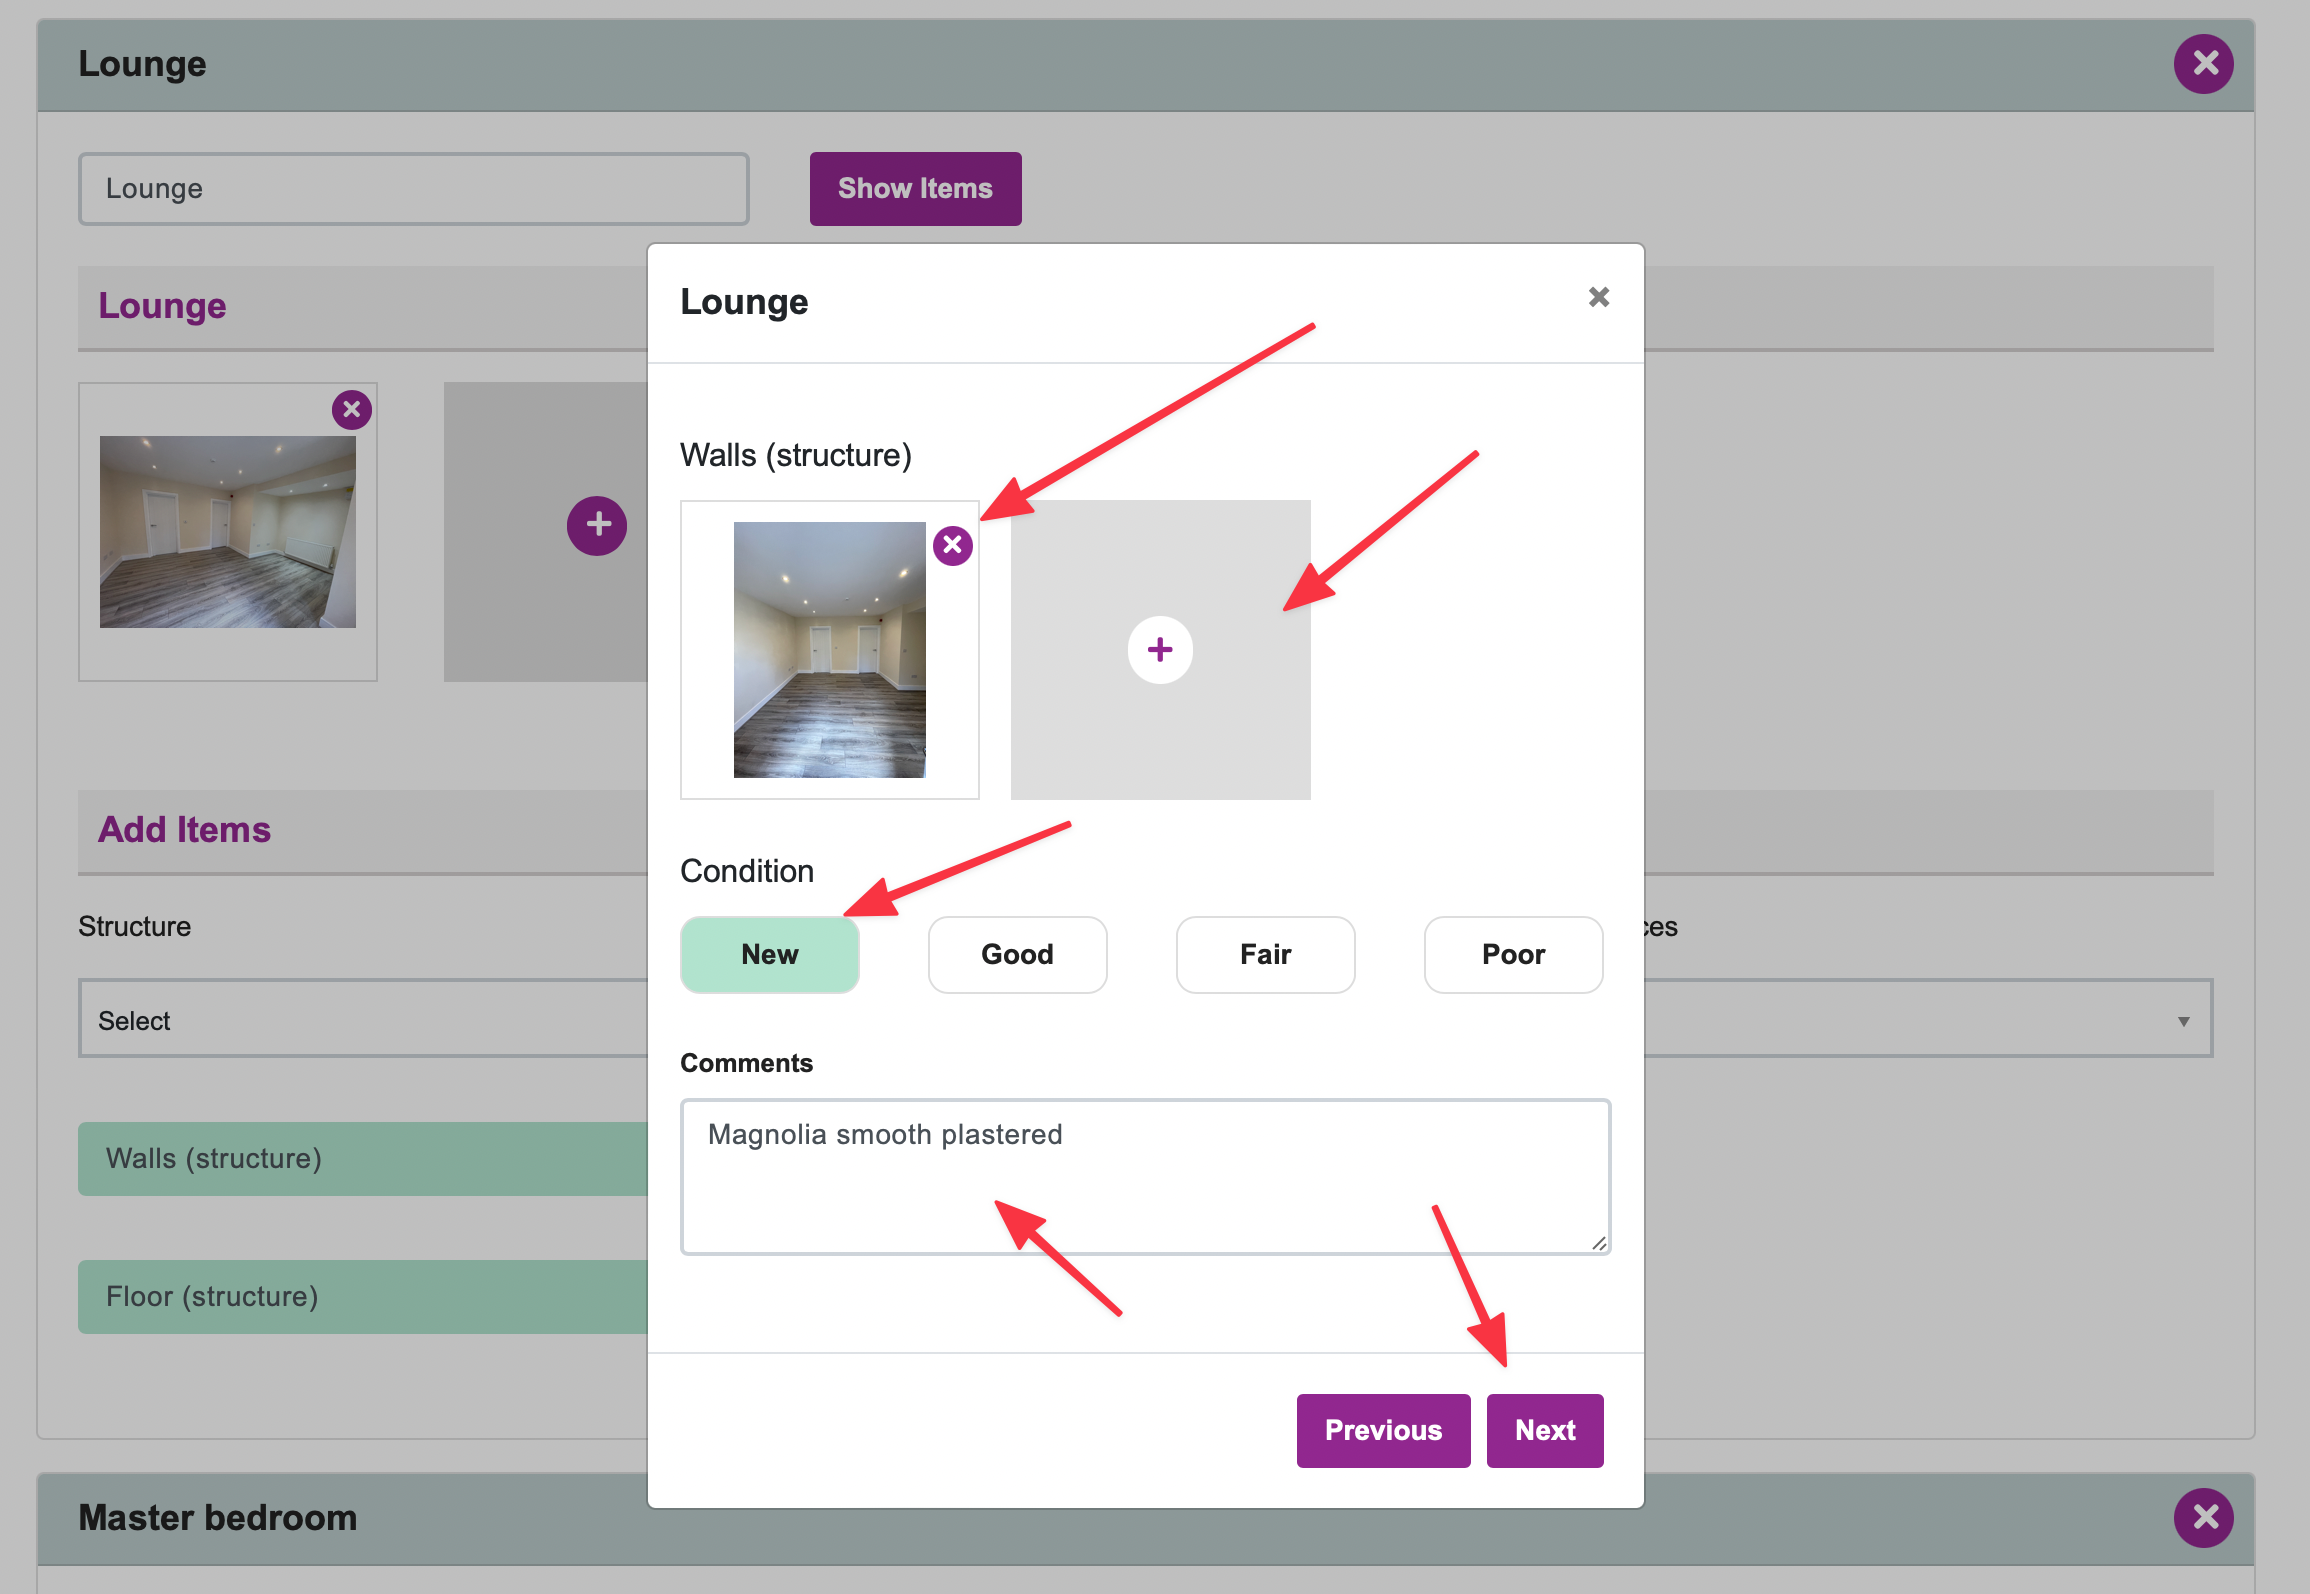 Lounge
Lounge
Show Items
Lounge
Add Items
Structure
Select
Walls (structure)
Floor (structure)
Lounge
Walls (structure)
Condition
New
Good
Fair
Poor
Comments
Magnolia smooth plastered
Previous
Next
Master bedroom